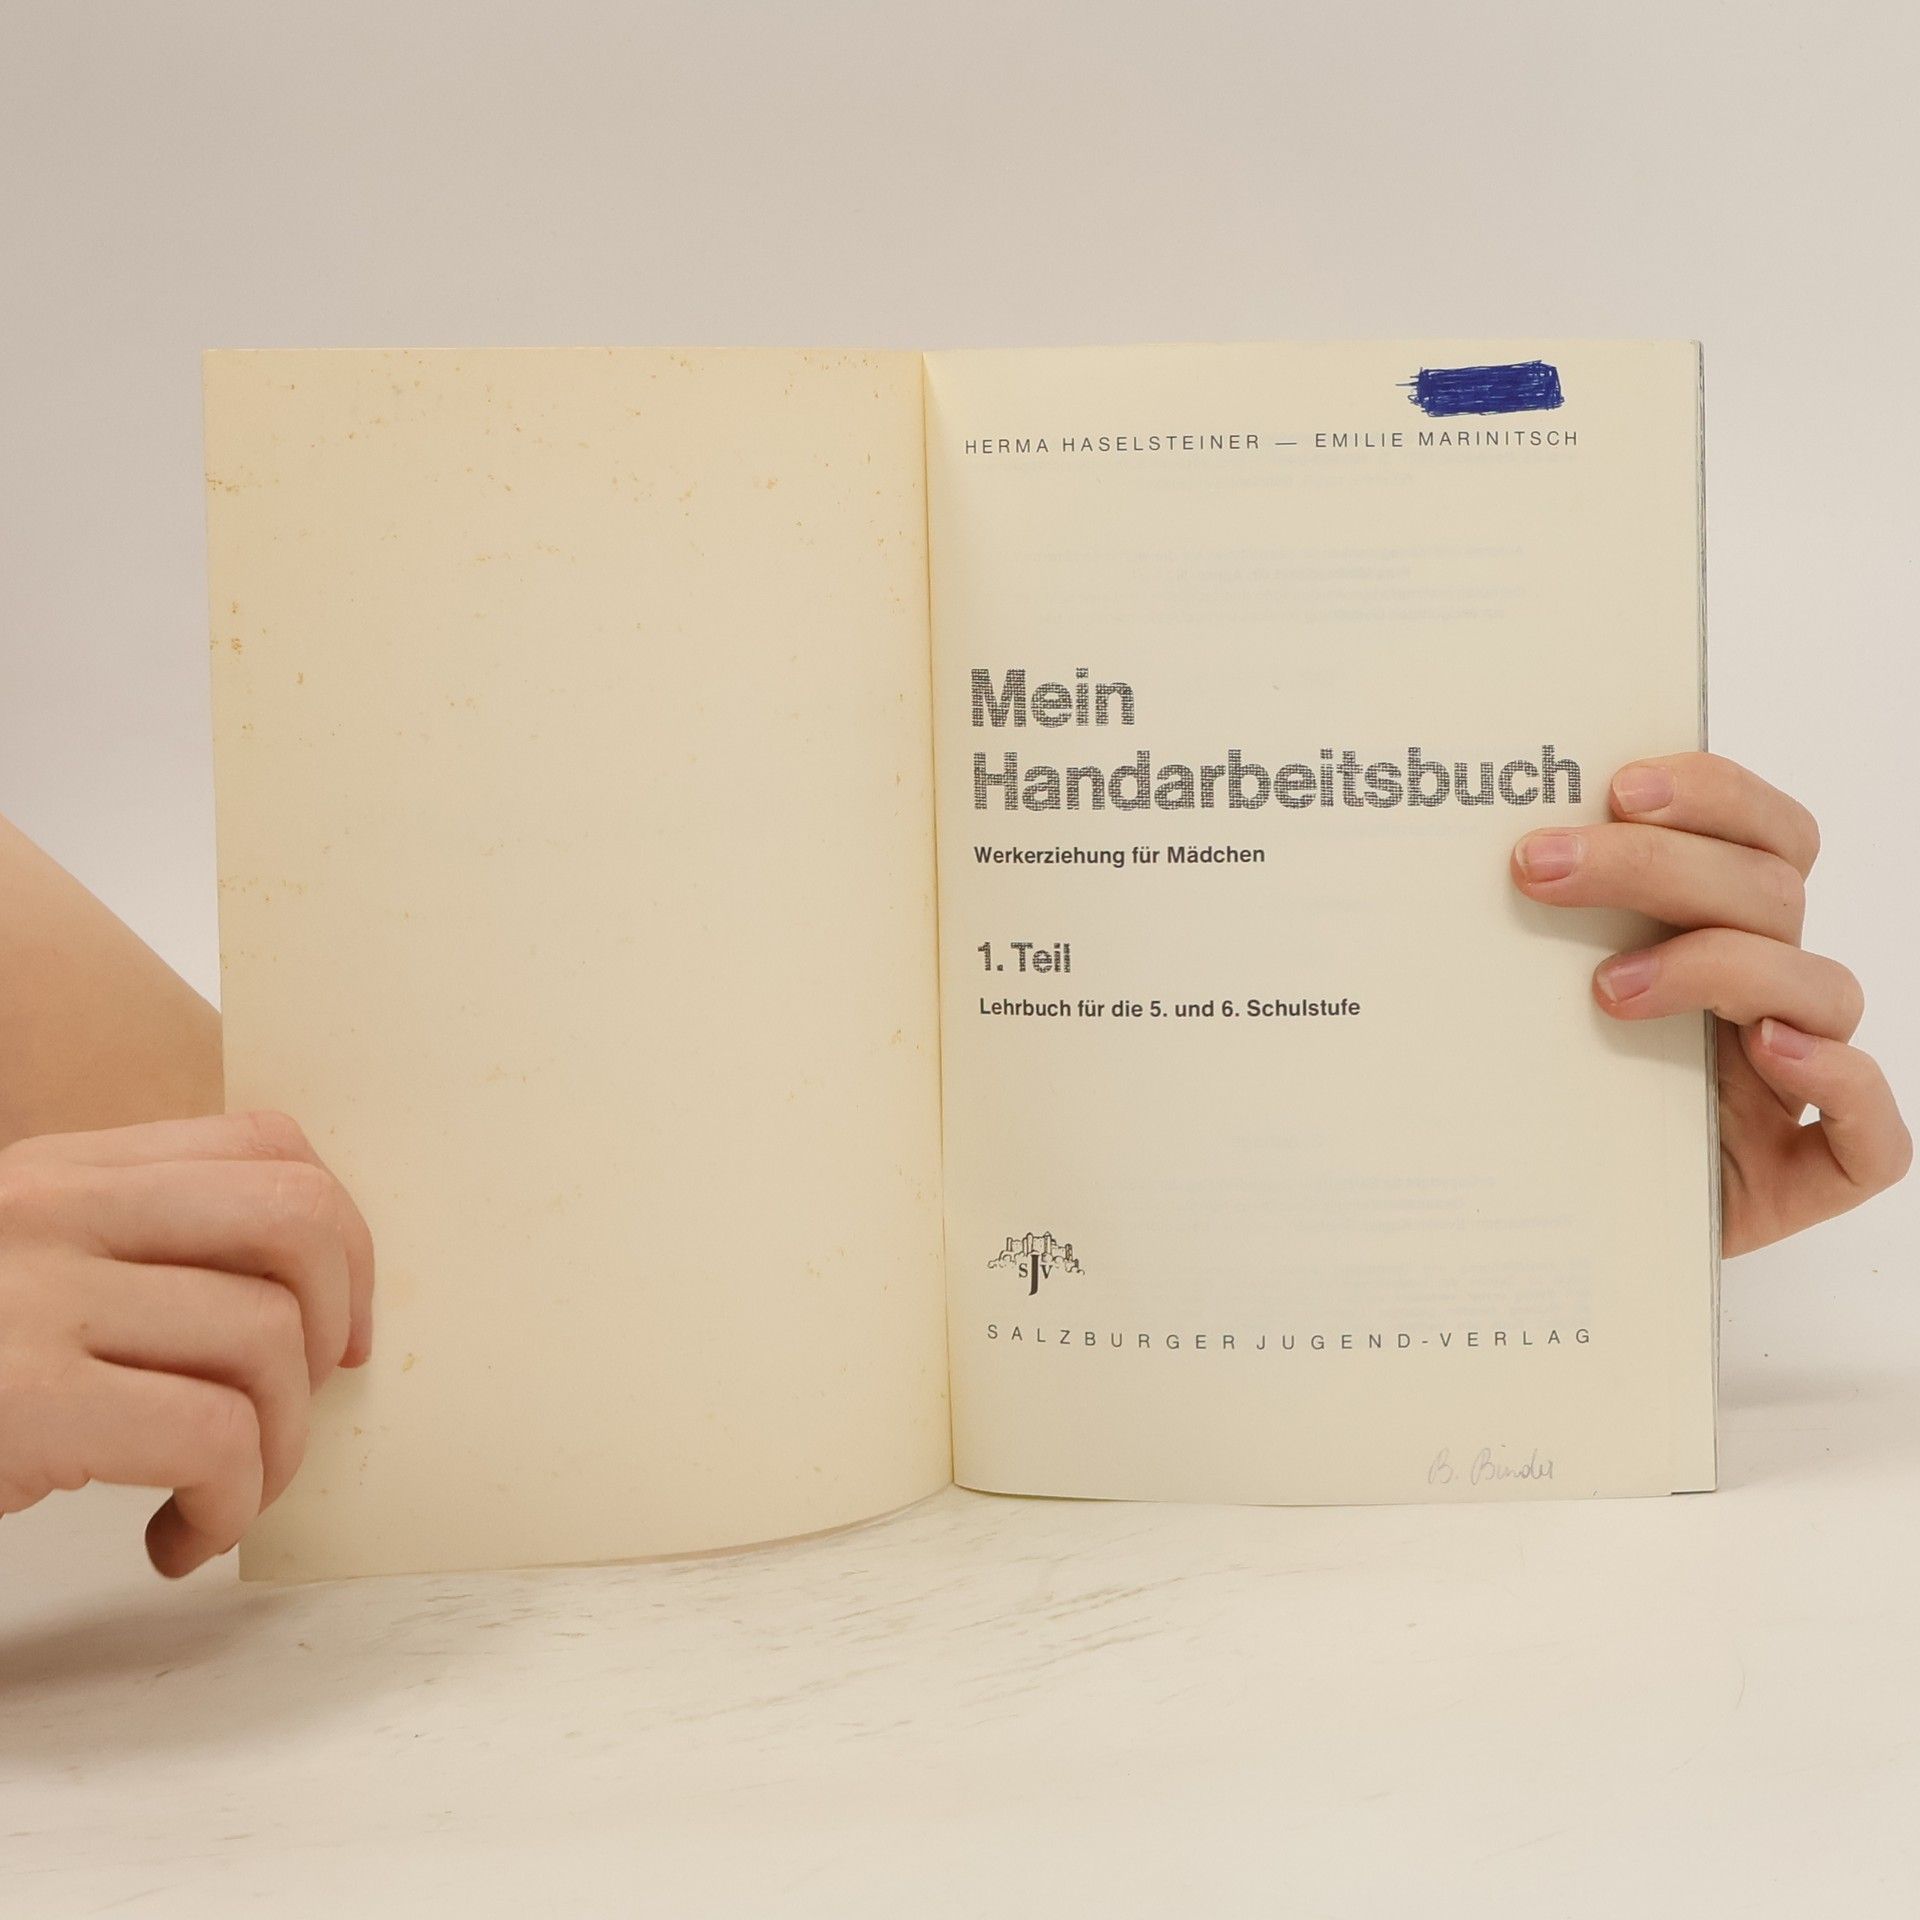 HERMA HASELSTEINER — EMILIE MARINITSCH
Mein
Handarbeitsbuch
Werkerziehung für Mädchen
1. Teil
Lehrbuch für die 5. und 6. Schulstufe
SJV
SALZBURGER JUGEND-VERLAG
B. Binder